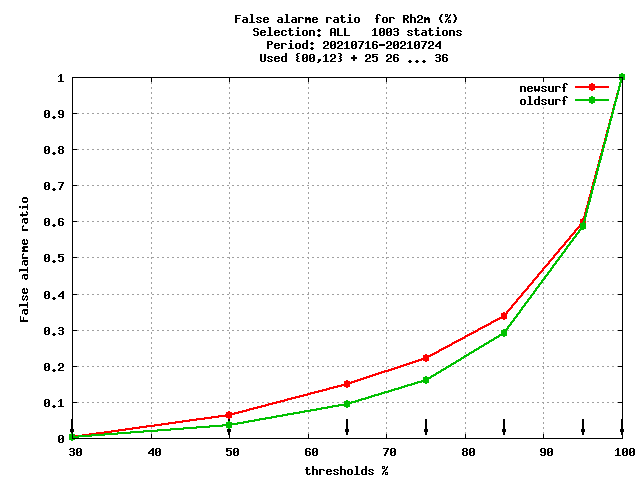 False alarme ratio  for Rh2m (%)
Selection: ALL   1003 stations
Period: 20210716-20210724
Used {00,12} + 25 26 ... 36
1
newsurf
oldsurf
0.9
0.8
0.7
0.6
0.5
0.4
0.3
0.2
0.1
0
False alarme ratio
30 40 50 60 70 80 90 100
thresholds %